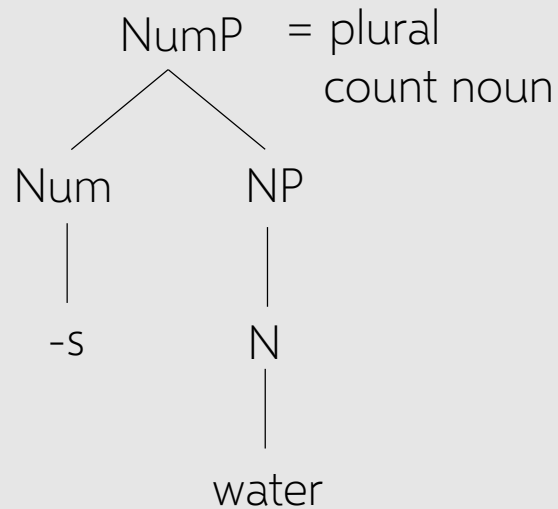 NumP = plural
count noun
Num NP
-s N
water